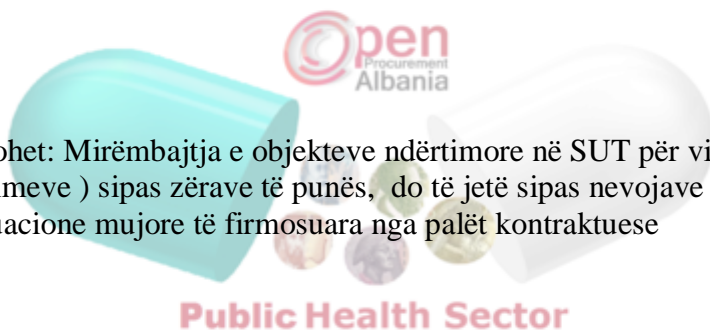 Open
Procurement
Albania
ohet: Mirëmbajtja e objekteve ndërtimore në SUT për vi
imeve ) sipas zërave të punës, do të jetë sipas nevojave
uacione mujore të firmosuara nga palët kontraktuese
Public Health Sector